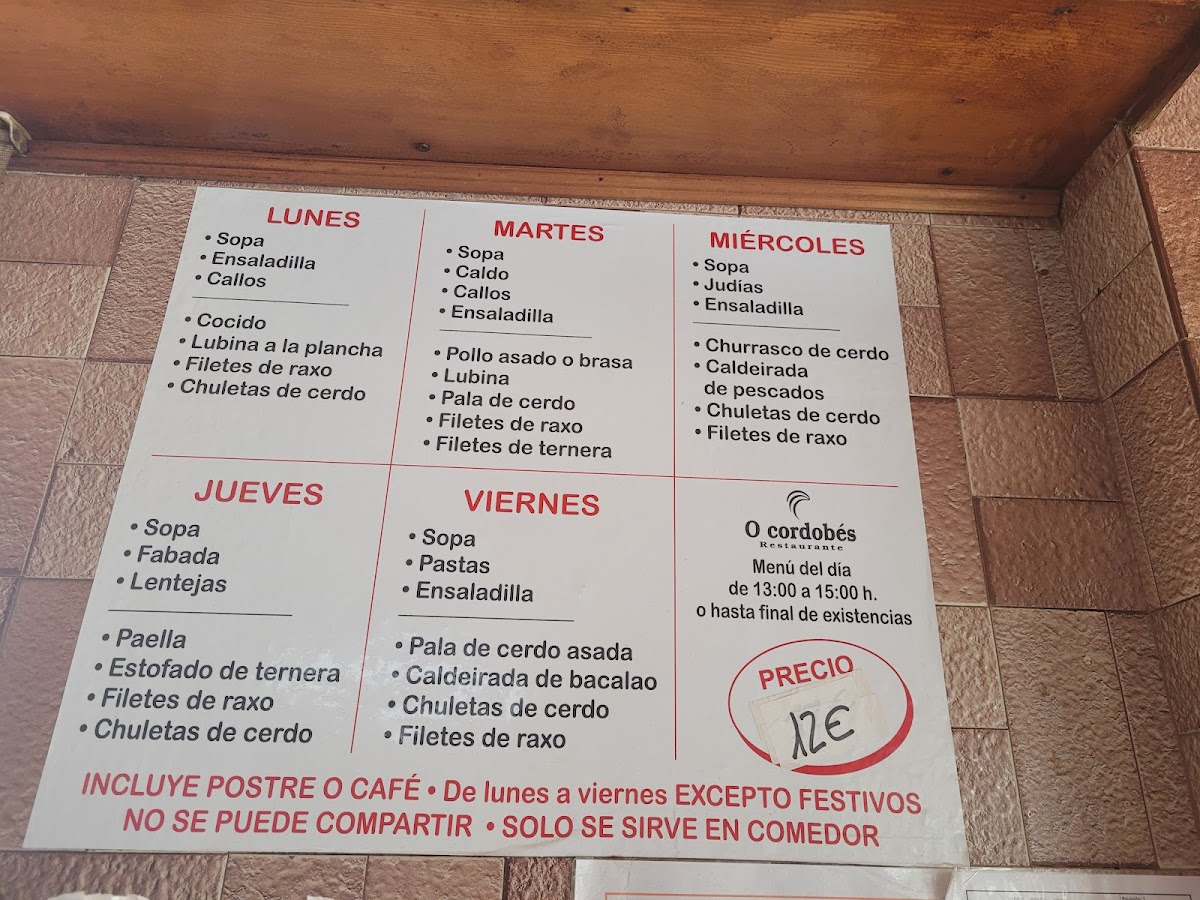 LUNES
• Sopa
• Ensaladilla
• Callos
• Cocido
• Lubina a la plancha
• Filetes de raxo
• Chuletas de cerdo
MARTES
• Sopa
• Caldo
• Callos
• Ensaladilla
• Pollo asado o brasa
• Lubina
• Pala de cerdo
• Filetes de raxo
• Filetes de ternera
MIÉRCOLES
• Sopa
• Judías
• Ensaladilla
• Churrasco de cerdo
• Caldeirada
de pescados
• Chuletas de cerdo
• Filetes de raxo
JUEVES
• Sopa
• Fabada
• Lentejas
• Paella
• Estofado de ternera
• Filetes de raxo
• Chuletas de cerdo
VIERNES
• Sopa
• Pastas
• Ensaladilla
• Pala de cerdo asada
• Caldeirada de bacalao
• Chuletas de cerdo
• Filetes de raxo
O cordobés
Restaurante
Menú del día
de 13:00 a 15:00 h.
o hasta final de existencias
PRECIO
12€
INCLUYE POSTRE O CAFÉ • De lunes a viernes EXCEPTO FESTIVOS
NO SE PUEDE COMPARTIR • SOLO SE SIRVE EN COMEDOR